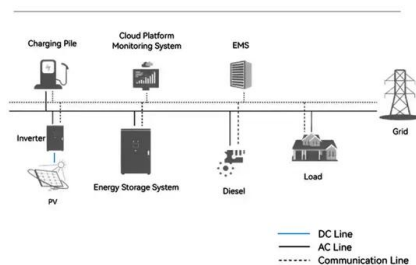 Charging Pile
Cloud Platform
Monitoring System
EMS
Grid
Inverter
PV
Energy Storage System
Diesel
Load
DC Line
AC Line
Communication Line